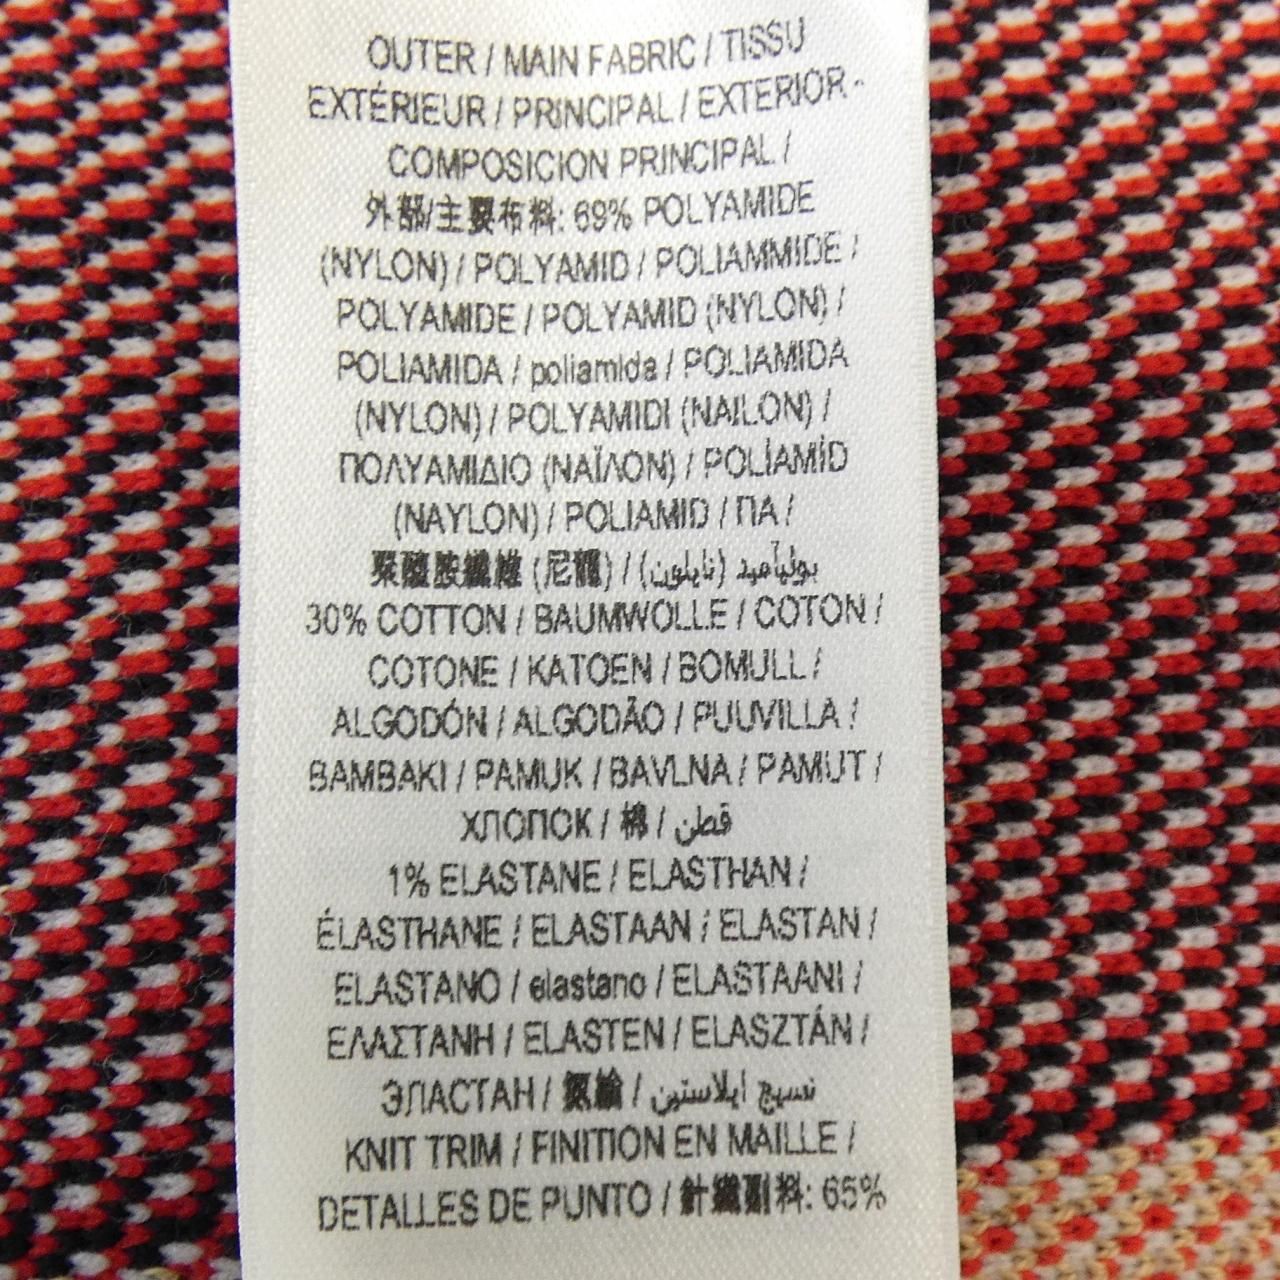 OUTER / MAIN FABRIC / TISSU
EXTÉRIEUR / PRINCIPAL / EXTERIOR -
COMPOSICION PRINCIPAL /
外部/主要布料: 69% POLYAMIDE
(NYLON) / POLYAMID / POLIAMMIDE /
POLYAMIDE / POLYAMID (NYLON) /
POLIAMIDA / poliamida / POLIAMIDA
(NYLON) / POLYAMIDI (NAILON) /
ΠΟΛΥΑΜΙΔΙΟ (ΝΑΪΛΟΝ) / POLİAMİD
(NAYLON) / POLIAMID / ПА /
聚醯胺纖維 (尼龍) / بوليآميد (نايلون)
30% COTTON / BAUMWOLLE / COTON /
COTONE / KATOEN / BOMULL /
ALGODÓN / ALGODÃO / PUUVILLA /
BAMBAKI / PAMUK / BAVLNA / PAMUT /
ХЛОПОК / 棉 / قطن
1% ELASTANE / ELASTHAN /
ÉLASTHANE / ELASTAAN / ELASTAN /
ELASTANO / elastano / ELASTAANI /
ΕΛΑΣΤΑΝΗ / ELASTEN / ELASZTÁN /
ЭЛАСТАН / 氨綸 / نسيج ايلاستين
KNIT TRIM / FINITION EN MAILLE /
DETALLES DE PUNTO / 針織副料: 65%